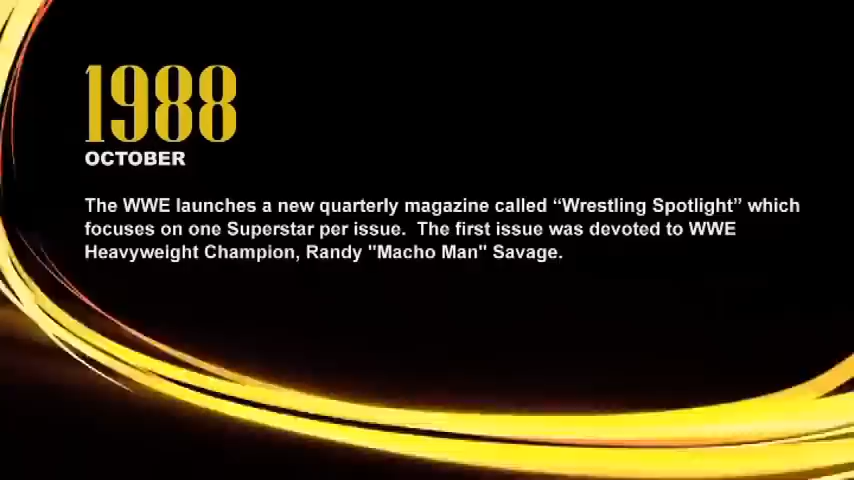 1988
OCTOBER
The WWE launches a new quarterly magazine called “Wrestling Spotlight” which
focuses on one Superstar per issue.  The first issue was devoted to WWE
Heavyweight Champion, Randy "Macho Man" Savage.